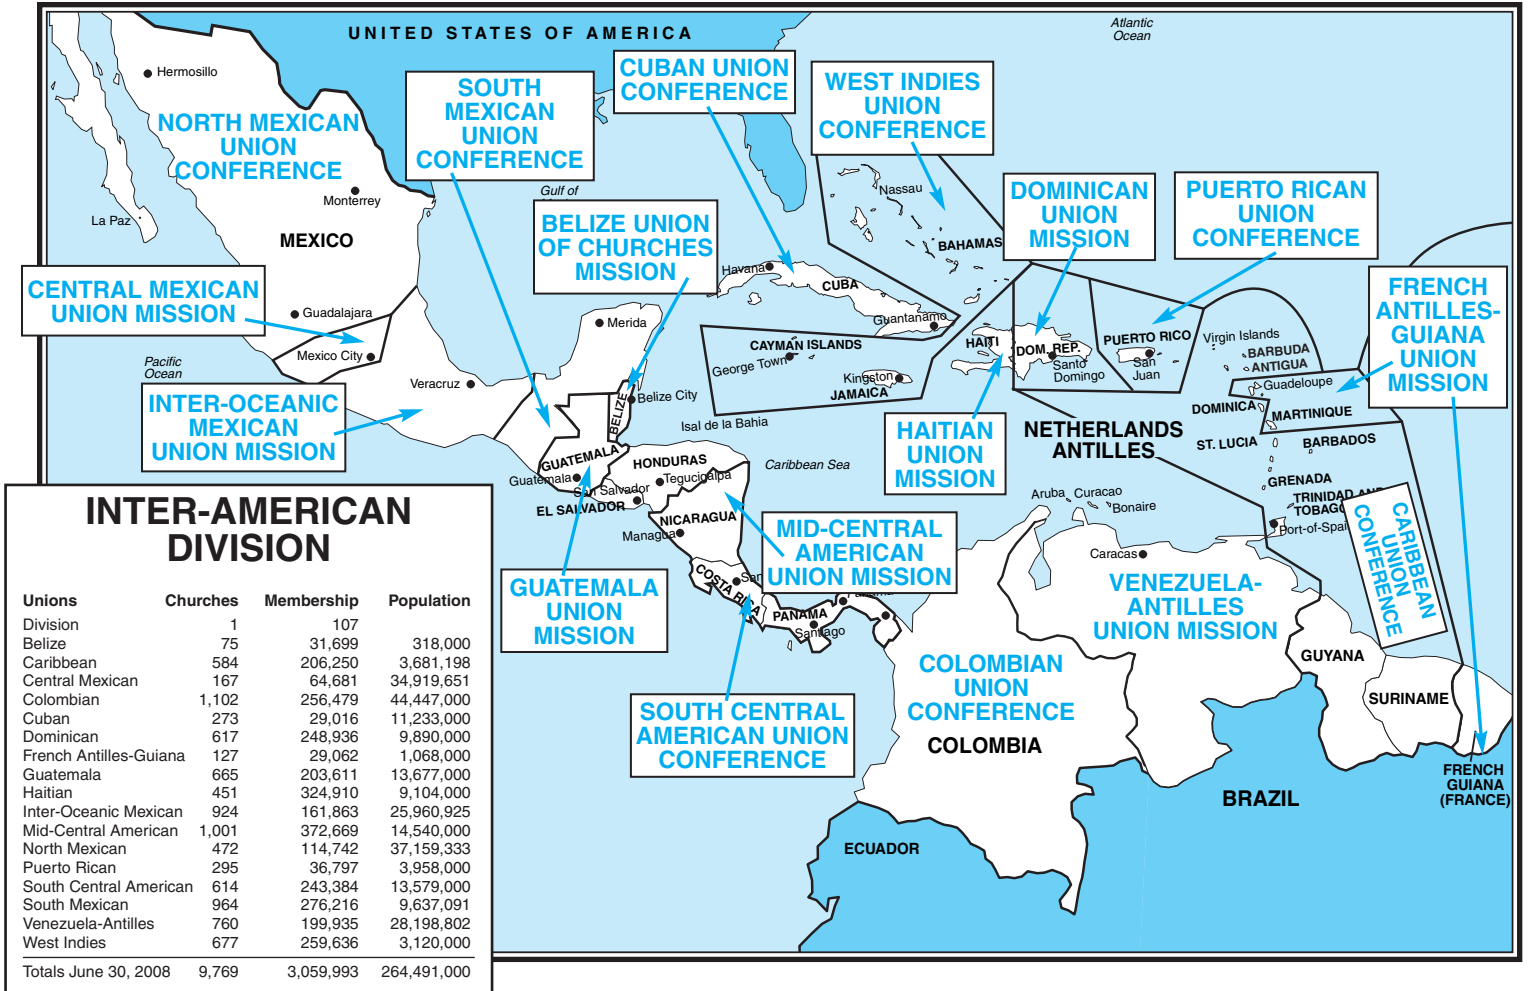 UNITED STATES OF AMERICA
Atlantic
Ocean
Hermosillo
NORTH MEXICAN
UNION
CONFERENCE
Monterrey
La Paz
MEXICO
SOUTH
MEXICAN
UNION
CONFERENCE
CUBAN UNION
CONFERENCE
WEST INDIES
UNION
CONFERENCE
Gulf of
BELIZE UNION
OF CHURCHES
MISSION
Nassau
BAHAMAS
DOMINICAN
UNION
MISSION
PUERTO RICAN
UNION
CONFERENCE
FRENCH
ANTILLES-
GUIANA
UNION
MISSION
CENTRAL MEXICAN
UNION MISSION
Guadalajara
Mexico City
Pacific
Ocean
Veracruz
INTER-OCEANIC
MEXICAN
UNION MISSION
Merida
Havana
CUBA
Guantanamo
CAYMAN ISLANDS
George Town
Kingston
JAMAICA
HAITI
DOM. REP.
Santo
Domingo
PUERTO RICO
San
Juan
Virgin Islands
BARBUDA
ANTIGUA
Guadeloupe
DOMINICA
MARTINIQUE
ST. LUCIA
BARBADOS
GRENADA
TRINIDAD AND
TOBAGO
Port-of-Spai
CARIBBEAN
UNION
CONFERENCE
BELIZE
Belize City
Isal de la Bahia
GUATEMALA
Guatemala
HONDURAS
Tegucigalpa
San Salvador
EL SALVADOR
NICARAGUA
Managua
COSTA RICA
San
PANAMA
Panama
Santiago
Caribbean Sea
HAITIAN
UNION
MISSION
NETHERLANDS
ANTILLES
Aruba
Curacao
Bonaire
Caracas
MID-CENTRAL
AMERICAN
UNION MISSION
GUATEMALA
UNION
MISSION
SOUTH CENTRAL
AMERICAN UNION
CONFERENCE
VENEZUELA-
ANTILLES
UNION MISSION
COLOMBIAN
UNION
CONFERENCE
COLOMBIA
GUYANA
SURINAME
FRENCH
GUIANA
(FRANCE)
BRAZIL
ECUADOR
INTER-AMERICAN
DIVISION
Unions Churches Membership Population
Division 1 107
Belize 75 31,699 318,000
Caribbean 584 206,250 3,681,198
Central Mexican 167 64,681 34,919,651
Colombian 1,102 256,479 44,447,000
Cuban 273 29,016 11,233,000
Dominican 617 248,936 9,890,000
French Antilles-Guiana 127 29,062 1,068,000
Guatemala 665 203,611 13,677,000
Haitian 451 324,910 9,104,000
Inter-Oceanic Mexican 924 161,863 25,960,925
Mid-Central American 1,001 372,669 14,540,000
North Mexican 472 114,742 37,159,333
Puerto Rican 295 36,797 3,958,000
South Central American 614 243,384 13,579,000
South Mexican 964 276,216 9,637,091
Venezuela-Antilles 760 199,935 28,198,802
West Indies 677 259,636 3,120,000
Totals June 30, 2008 9,769 3,059,993 264,491,000